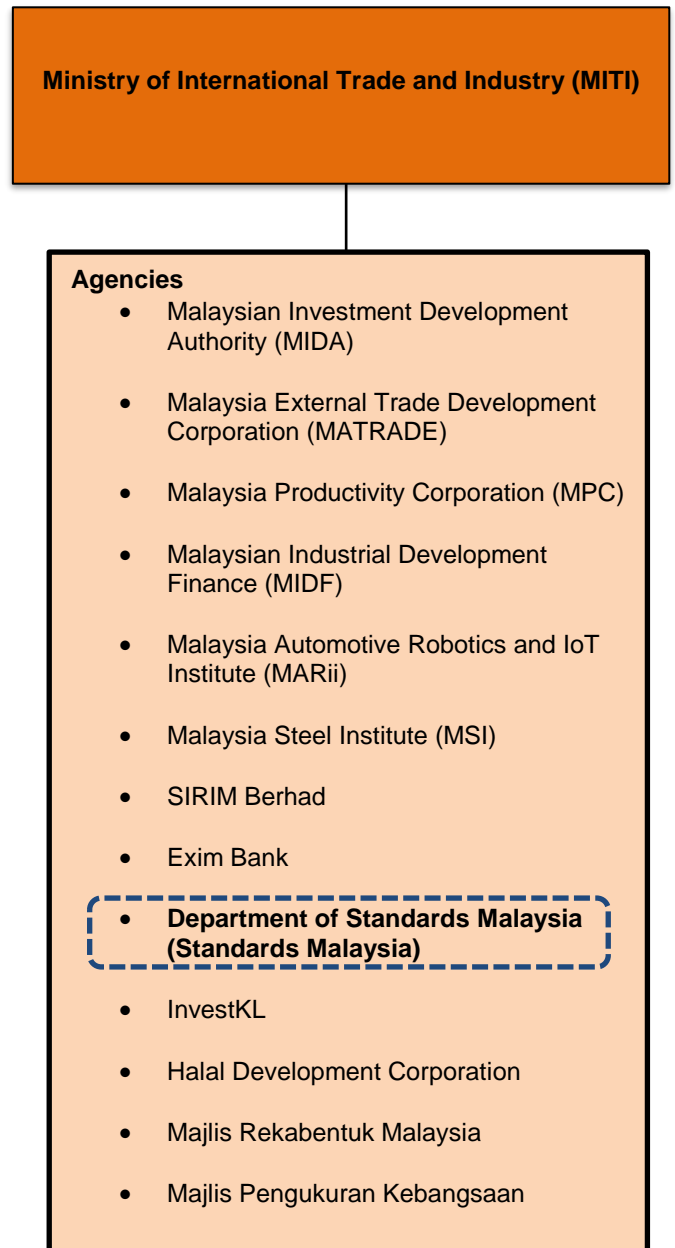 Ministry of International Trade and Industry (MITI)
Agencies
• Malaysian Investment Development
Authority (MIDA)
• Malaysia External Trade Development
Corporation (MATRADE)
• Malaysia Productivity Corporation (MPC)
• Malaysian Industrial Development
Finance (MIDF)
• Malaysia Automotive Robotics and IoT
Institute (MARii)
• Malaysia Steel Institute (MSI)
• SIRIM Berhad
• Exim Bank
• Department of Standards Malaysia
(Standards Malaysia)
• InvestKL
• Halal Development Corporation
• Majlis Rekabentuk Malaysia
• Majlis Pengukuran Kebangsaan